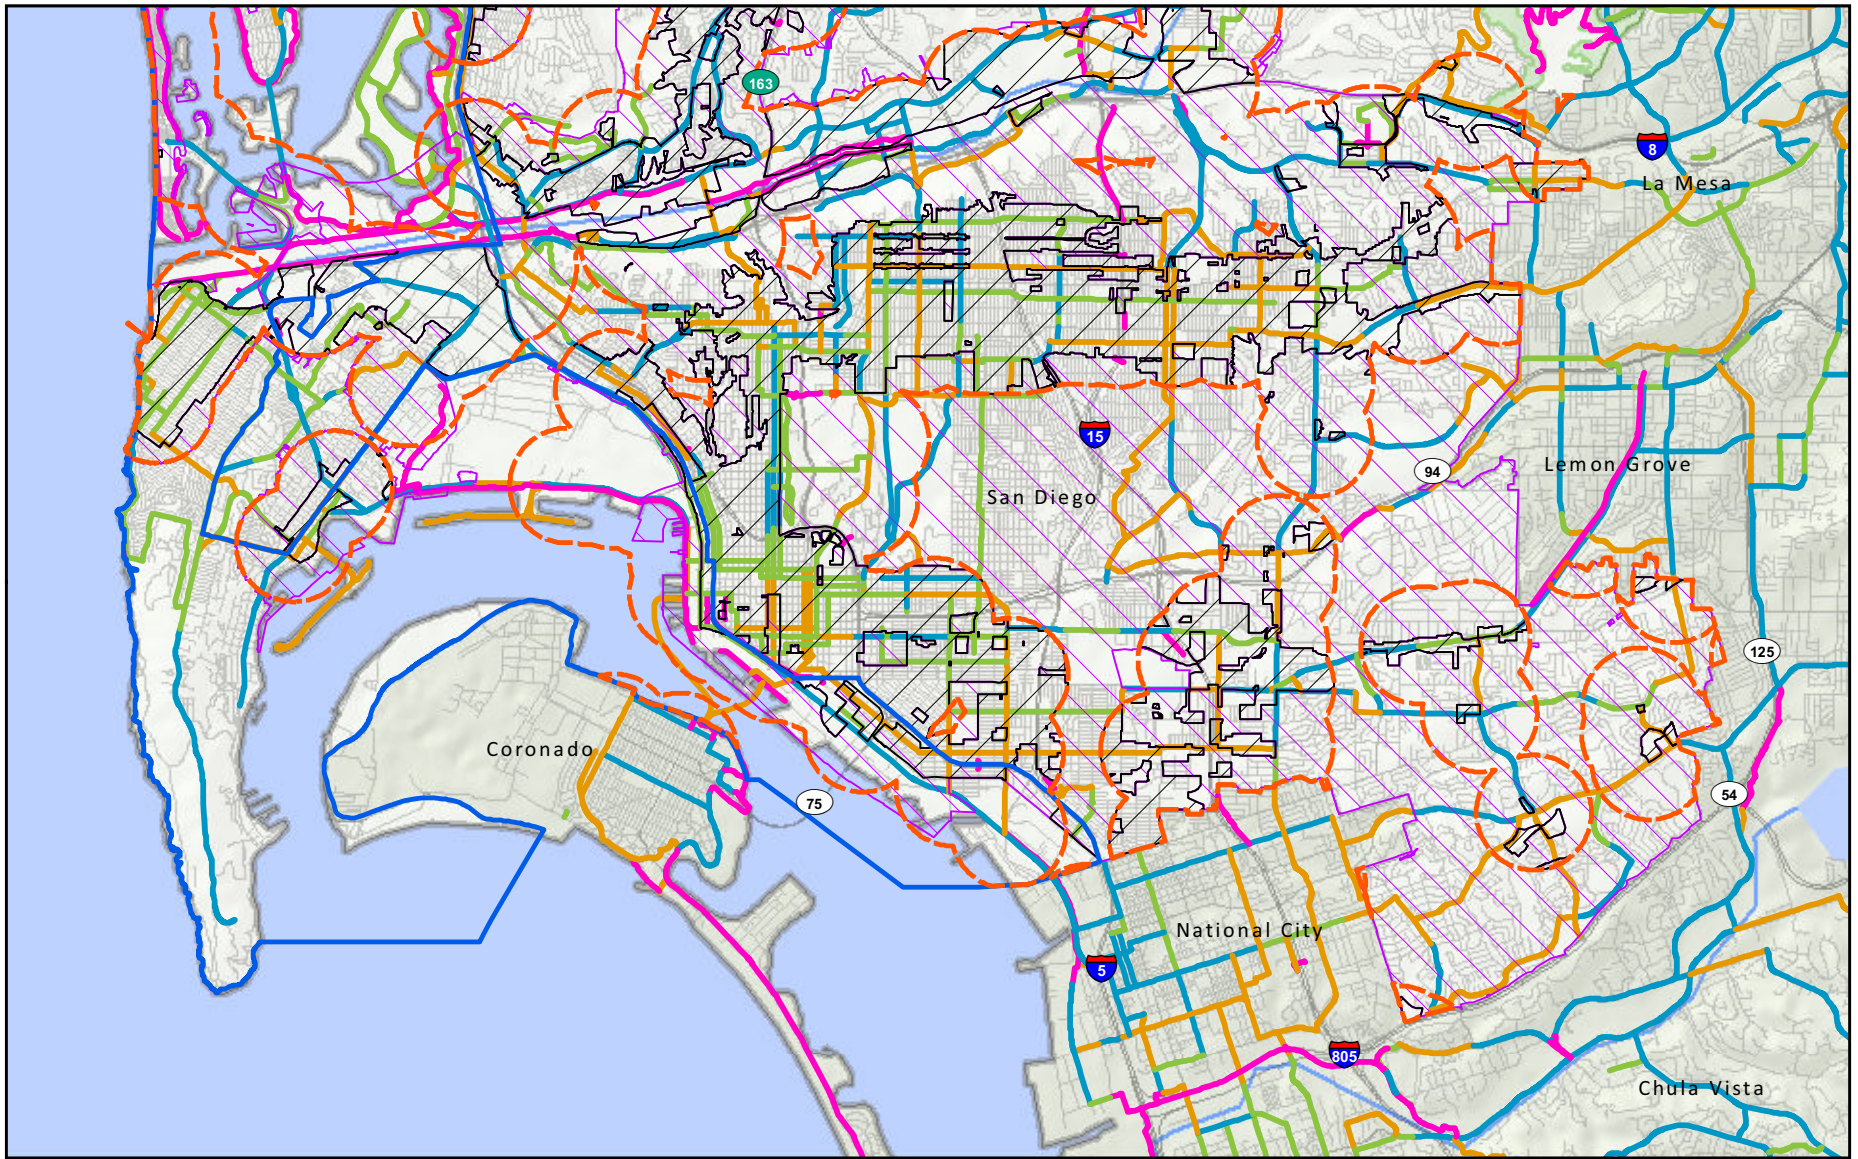 163
8
La Mesa
15
Lemon Grove
94
San Diego
125
Coronado
54
75
National City
5
805
Chula Vista